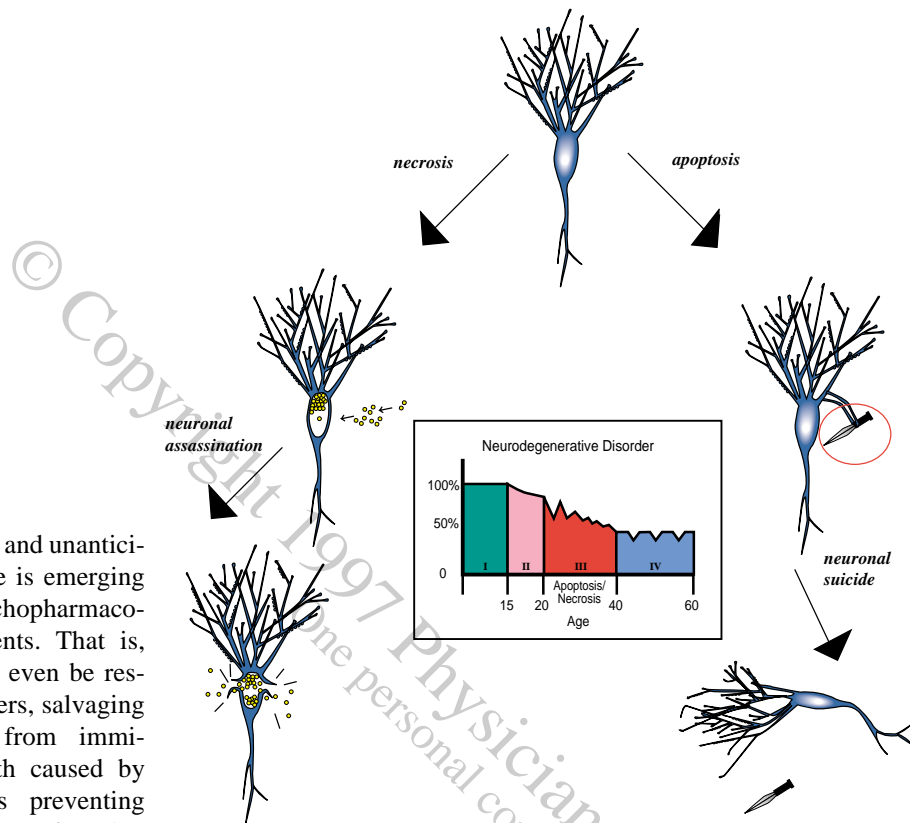 necrosis
apoptosis
neuronal
assassination
Neurodegenerative Disorder
100%
50%
0
I
II
III
IV
Apoptosis/
Necrosis
15
20
40
60
Age
neuronal
suicide
and unantici-
e is emerging
chopharmaco-
ents. That is,
even be res-
ers, salvaging
from immi-
th caused by
s preventing
© Copyright 1997 Physician
One personal co